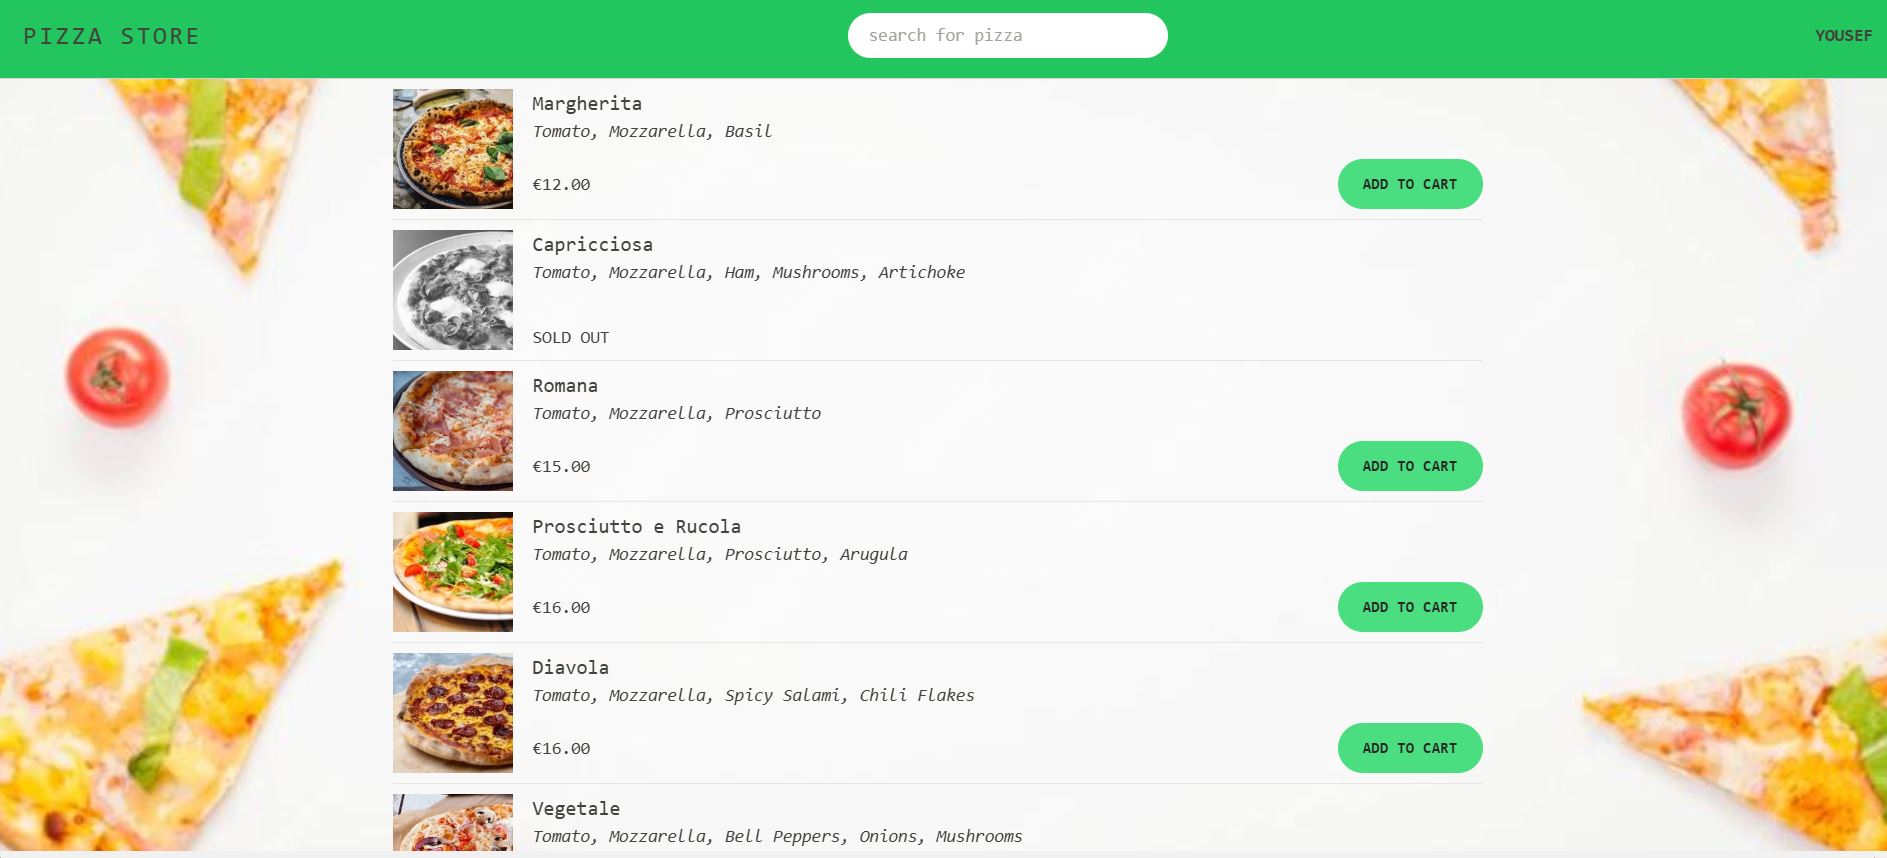 PIZZA STORE
search for pizza
YOUSEF
Margherita
Tomato, Mozzarella, Basil
€12.00
ADD TO CART
Capricciosa
Tomato, Mozzarella, Ham, Mushrooms, Artichoke
SOLD OUT
Romana
Tomato, Mozzarella, Prosciutto
€15.00
ADD TO CART
Prosciutto e Rucola
Tomato, Mozzarella, Prosciutto, Arugula
€16.00
ADD TO CART
Diavola
Tomato, Mozzarella, Spicy Salami, Chili Flakes
€16.00
ADD TO CART
Vegetale
Tomato, Mozzarella, Bell Peppers, Onions, Mushrooms